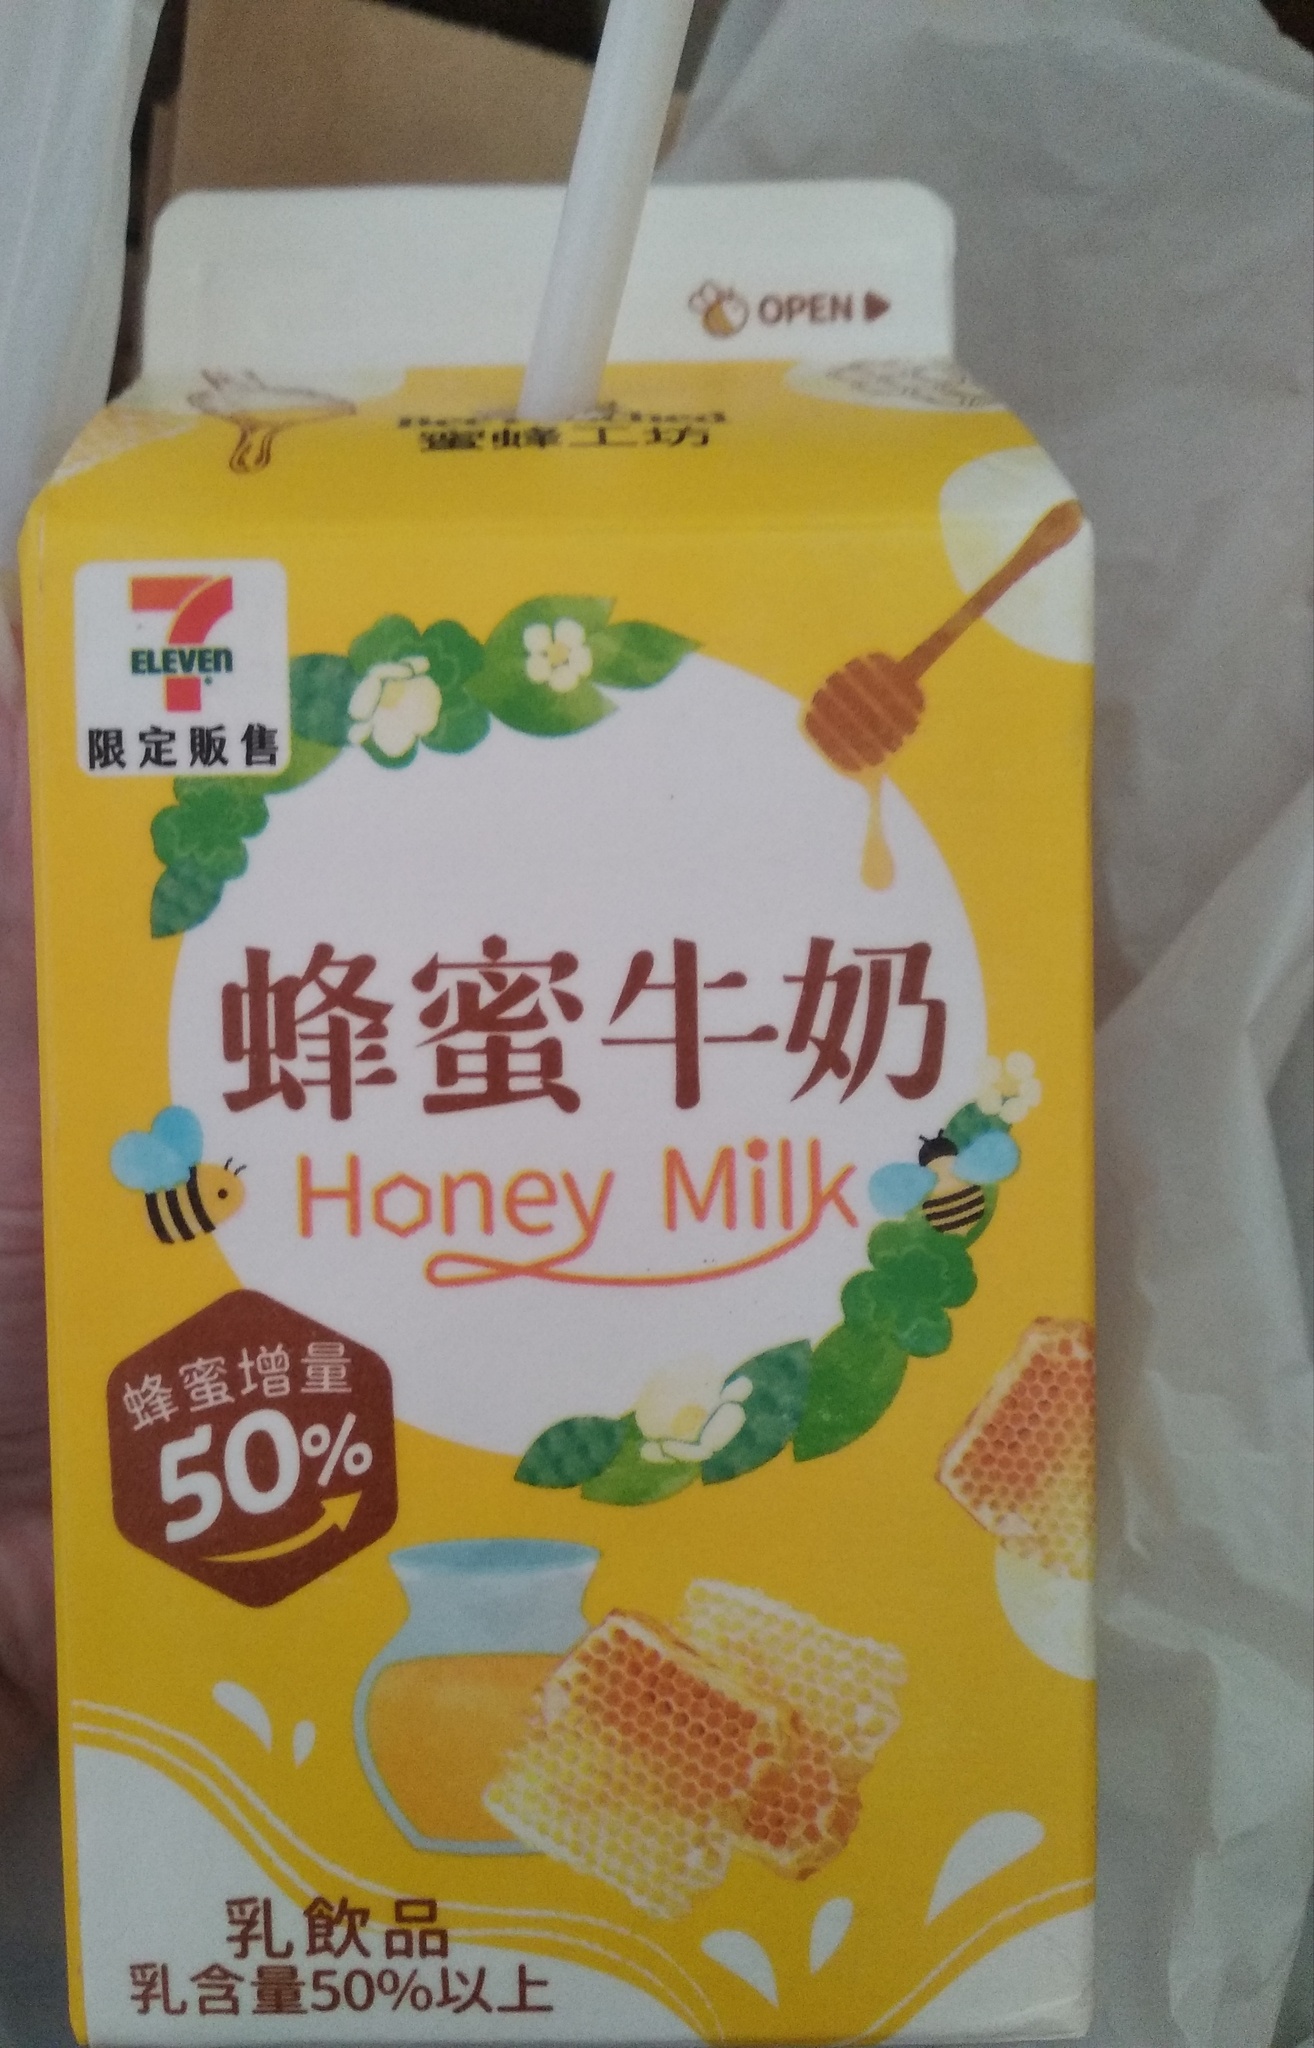 OPEN
蜜蜂工坊
7
ELEVEN
限定販售
蜂蜜牛奶
Honey Milk
蜂蜜增量
50%
乳飲品
乳含量50%以上